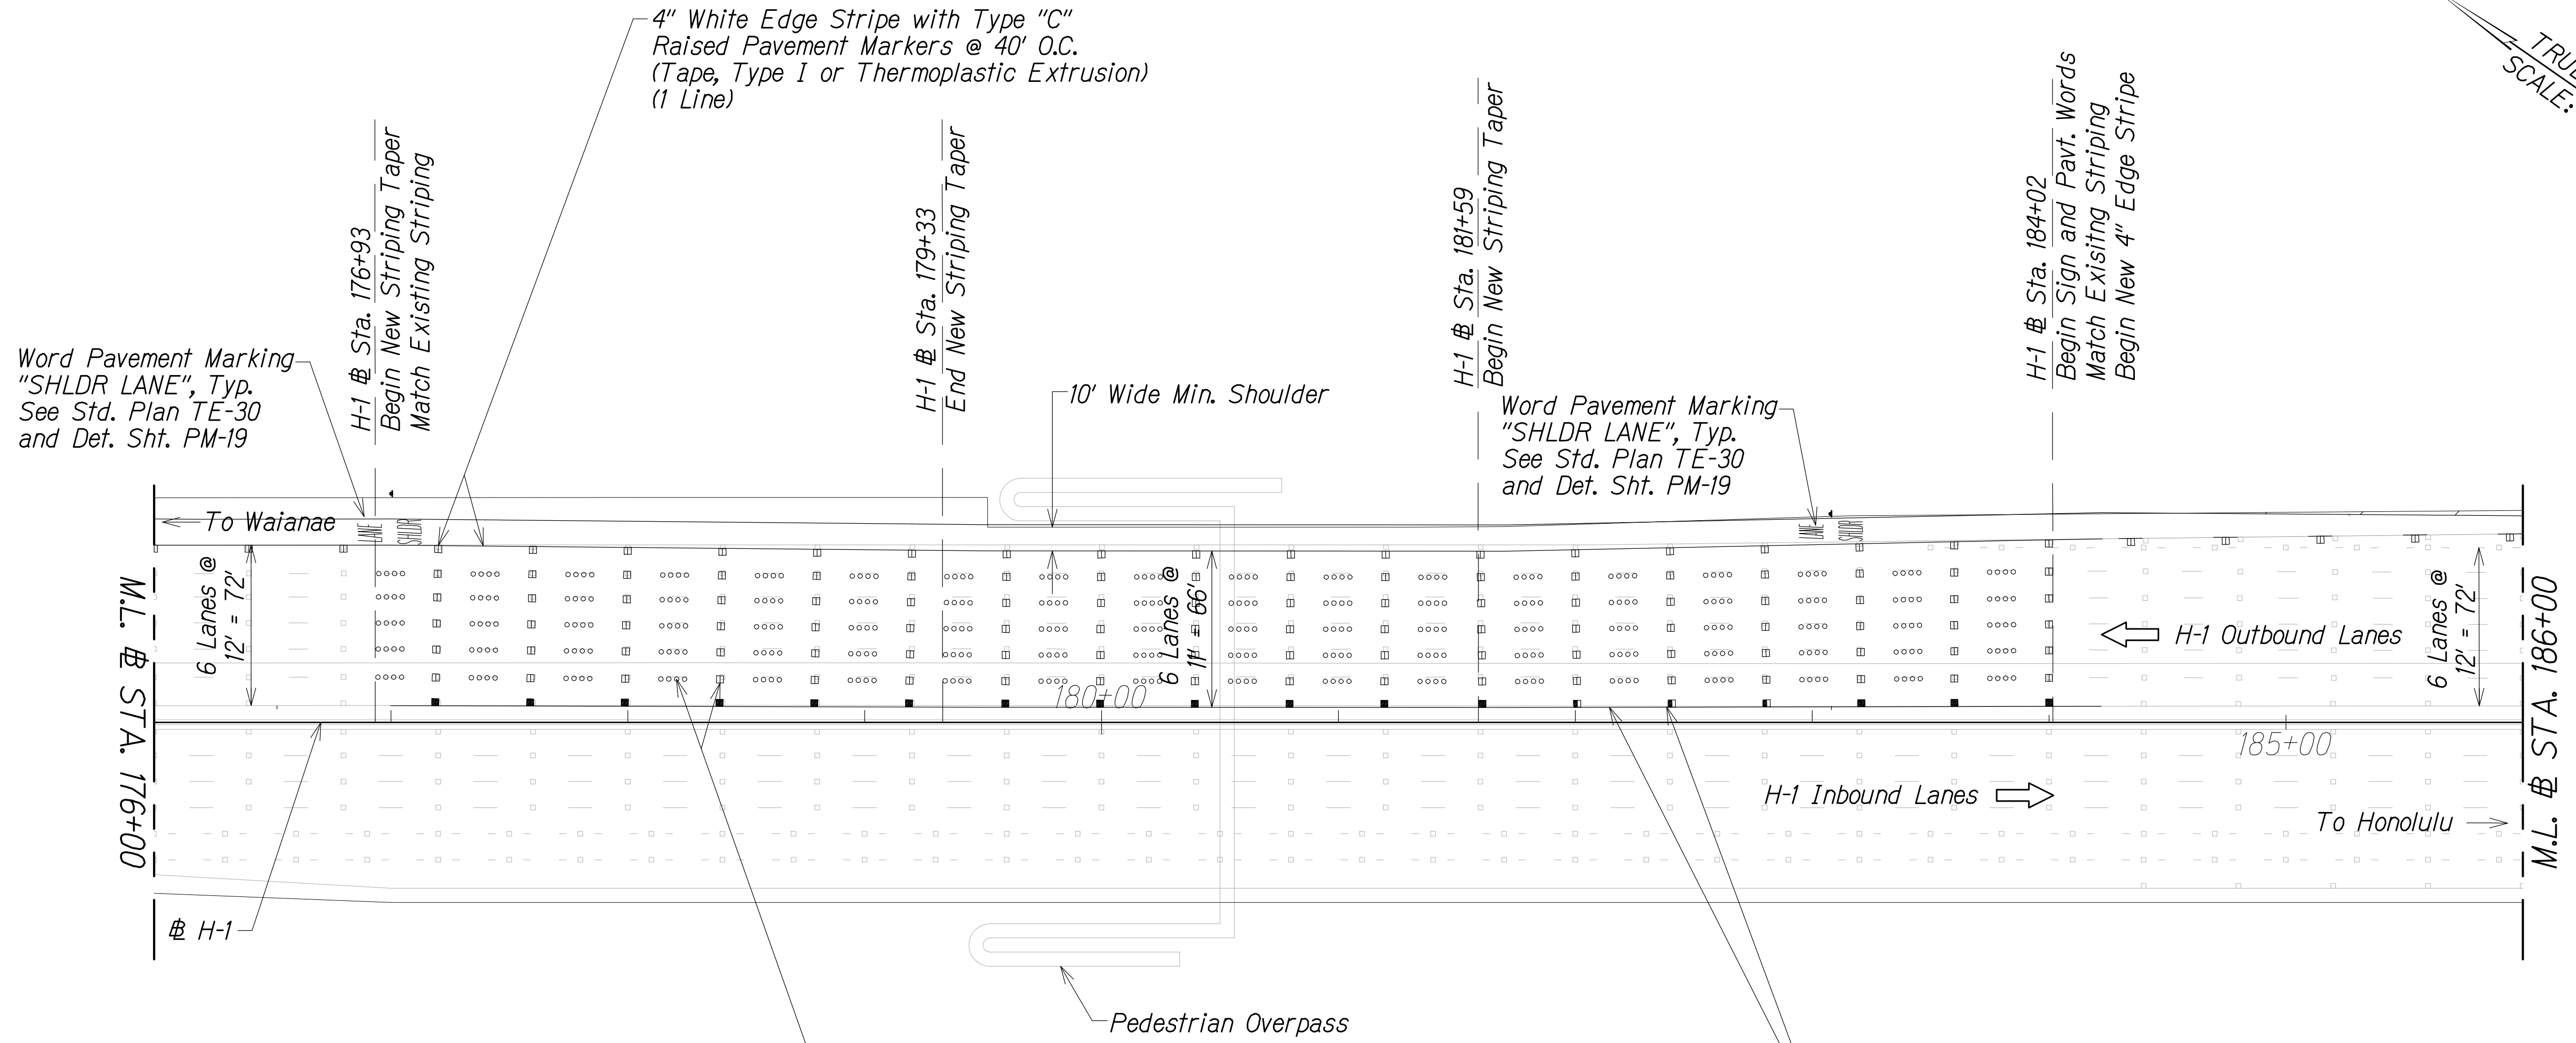 4" White Edge Stripe with Type "C"
Raised Pavement Markers @ 40' O.C.
(Tape, Type I or Thermoplastic Extrusion)
(1 Line)
TRUE
SCALE:
H-1 ℄ Sta. 176+93
Begin New Striping Taper
Match Existing Striping
H-1 ℄ Sta. 179+33
End New Striping Taper
H-1 ℄ Sta. 181+59
Begin New Striping Taper
H-1 ℄ Sta. 184+02
Begin Sign and Pavt. Words
Match Exisitng Striping
Begin New 4" Edge Stripe
Word Pavement Marking
"SHLDR LANE", Typ.
See Std. Plan TE-30
and Det. Sht. PM-19
10' Wide Min. Shoulder
Word Pavement Marking
"SHLDR LANE", Typ.
See Std. Plan TE-30
and Det. Sht. PM-19
To Waianae
LANE
SHLDR
LANE
SHLDR
6 Lanes @
12' = 72'
6 Lanes @
11' = 66'
6 Lanes @
12' = 72'
H-1 Outbound Lanes
M.L. ℄ STA. 176+00
M.L. ℄ STA. 186+00
180+00
185+00
H-1 Inbound Lanes
To Honolulu
℄ H-1
Pedestrian Overpass